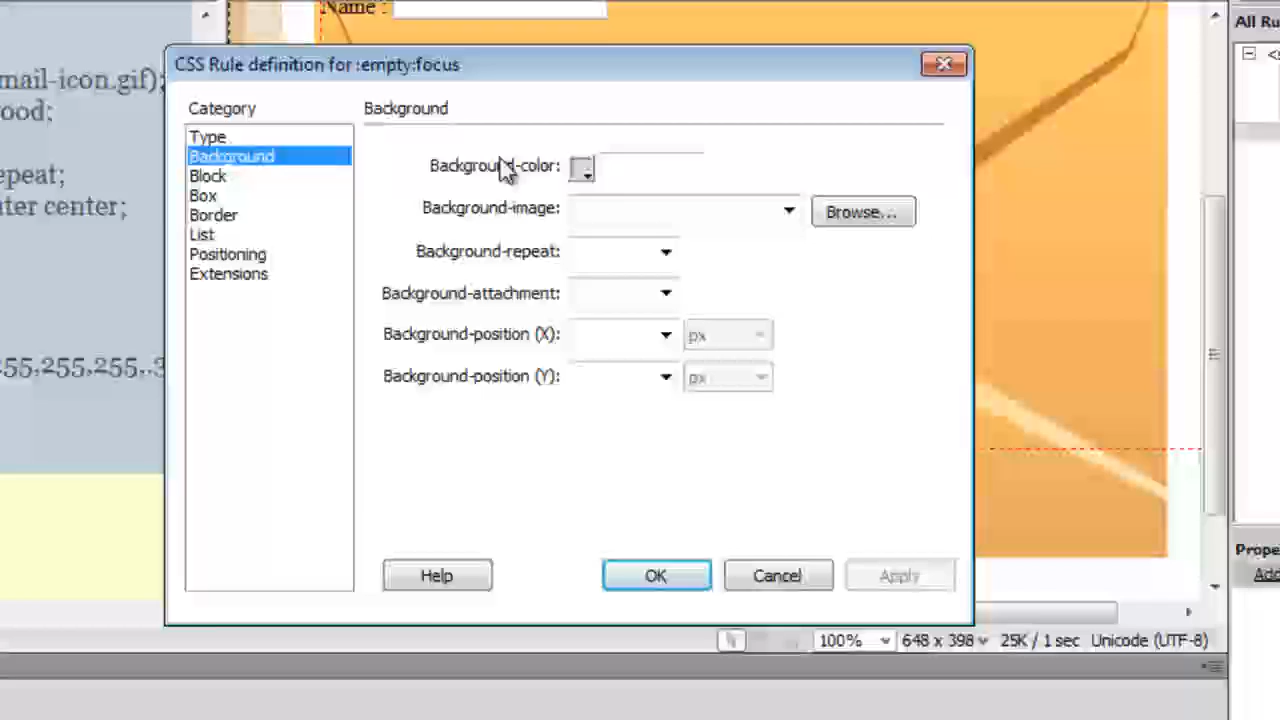 Name :
All Ru
CSS Rule definition for :empty:focus
mail-icon.gif);
ood;
epeat;
nter center;
255,255,255,.3
Category
Type
Background
Block
Box
Border
List
Positioning
Extensions
Background
Background-color:
Background-image:
Browse...
Background-repeat:
Background-attachment:
Background-position (X):
px
Background-position (Y):
px
Help
OK
Cancel
Apply
Prope
Add
100%
648 x 398
25K / 1 sec
Unicode (UTF-8)